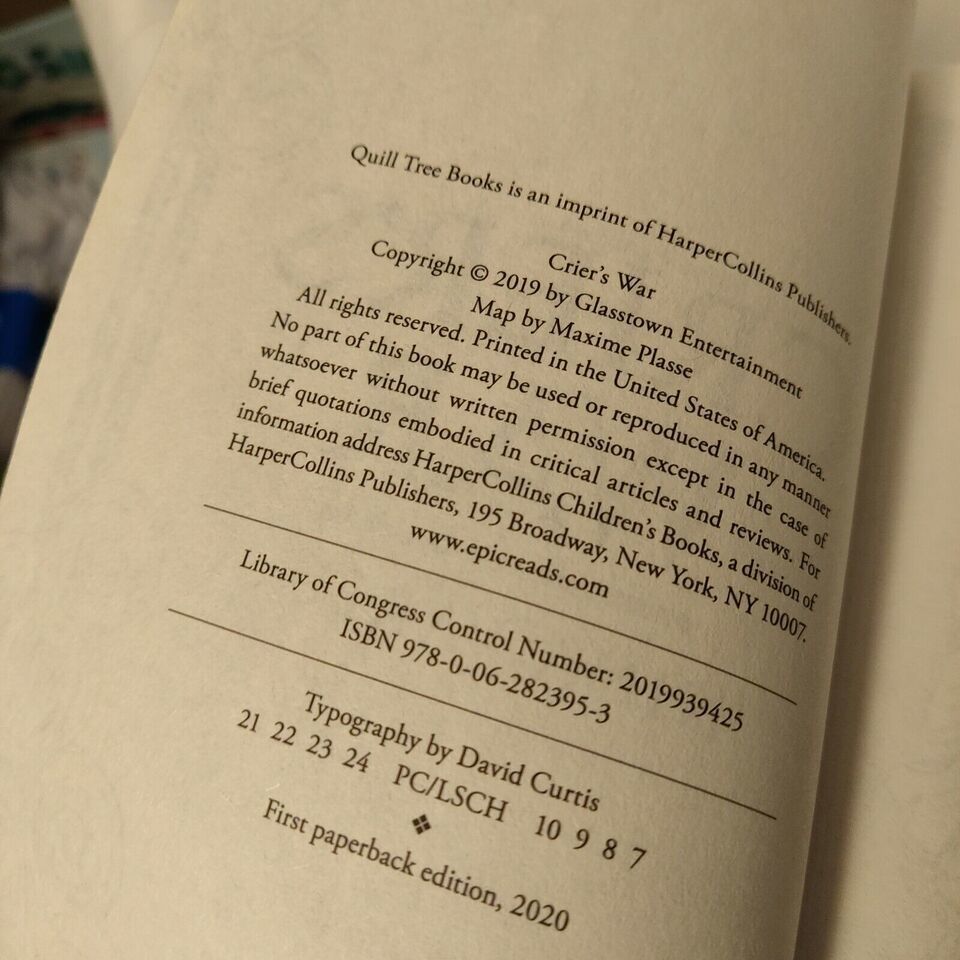 Quill Tree Books is an imprint of HarperCollins Publishers.
Crier's War
Copyright © 2019 by Glasstown Entertainment
Map by Maxime Plasse
All rights reserved. Printed in the United States of America.
No part of this book may be used or reproduced in any manner
whatsoever without written permission except in the case of
brief quotations embodied in critical articles and reviews. For
information address HarperCollins Children's Books, a division of
HarperCollins Publishers, 195 Broadway, New York, NY 10007.
www.epicreads.com
Library of Congress Control Number: 2019939425
ISBN 978-0-06-282395-3
Typography by David Curtis
21 22 23 24 PC/LSCH 10 9 8 7
First paperback edition, 2020